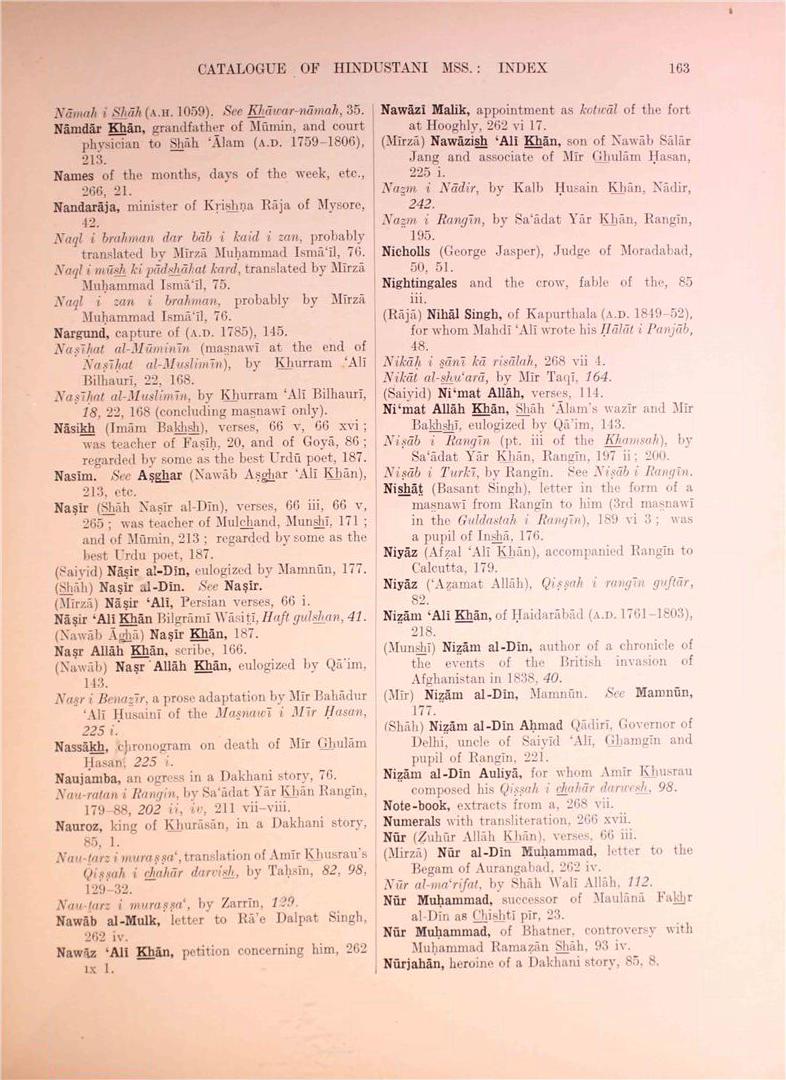 CATALOGUE OF HINDUSTANI MSS.: INDEX 163
Nāmah i Shāh (A.H. 1059). See Khāwar-nāmah, 35.
Nāmdār Khān, grandfather of Mūmin, and court
physician to Shāh ‘Ālam (A.D. 1759–1806),
213.
Names of the months, days of the week, etc.,
266, 21.
Nandarāja, minister of Krishṇa Rāja of Mysore,
42.
Naql i brahman dar bāb i kaid i zan, probably
translated by Mīrzā Muḥammad Ismā‘īl, 76.
Naql i mūsh ki pādshāhat kard, translated by Mīrzā
Muḥammad Ismā‘īl, 75.
Naql i zan i brahman, probably by Mīrzā
Muḥammad Ismā‘īl, 76.
Nargund, capture of (A.D. 1785), 145.
Naṣīḥat al-Mūminīn (maṣnawī at the end of
Naṣīḥat al-Muslimīn), by Khurram ‘Alī
Bilhaurī, 22, 168.
Naṣīḥat al-Muslimīn, by Khurram ‘Alī Bilhaurī,
18, 22, 168 (concluding maṣnawī only).
Nāsikh (Imām Bakhsh), verses, 66 v, 66 xvi;
was teacher of Faṣīḥ, 20, and of Goyā, 86;
regarded by some as the best Urdū poet, 187.
Nasīm. See Aṣghar (Nawāb Aṣghar ‘Alī Khān),
213, etc.
Naṣīr (Shāh Naṣīr al-Dīn), verses, 66 iii, 66 v,
265; was teacher of Mulchand, Munshī, 171;
and of Mūmin, 213; regarded by some as the
best Urdu poet, 187.
(Saiyid) Nāṣir al-Dīn, eulogized by Mamnūn, 177.
(Shāh) Naṣīr al-Dīn. See Naṣīr.
(Mīrzā) Nāṣir ‘Alī, Persian verses, 66 i.
Nāṣir ‘Alī Khān Bilgrāmī Wāsiṭī, Haft gulshan, 41.
(Nawāb Āghā) Naṣīr Khān, 187.
Naṣr Allāh Khān, scribe, 166.
(Nawāb) Naṣr Allāh Khān, eulogized by Qā’im,
143.
Naṣr i Benaẓīr, a prose adaptation by Mīr Bahādur
‘Alī Ḥusainī of the Maṣnawī i Mīr Ḥasan,
225 i.
Nassākh, chronogram on death of Mīr Ghulām
Ḥasan, 225 i.
Naujamba, an ogress in a Dakhani story, 76.
Nau-ratan i Rangīn, by Sa‘ādat Yār Khān Rangīn,
179–88, 202 ii, iv, 211 vii–viii.
Nauroz, king of Khurāsān, in a Dakhani story,
85, 1.
Nau-ṭarz i muraṣṣa‘, translation of Amīr Khusrau's
Qiṣṣah i chahār darvish, by Taḥsīn, 82, 98,
129–32.
Nau-ṭarz i muraṣṣa‘, by Zarrīn, 129.
Nawāb al-Mulk, letter to Rā’e Dalpat Singh,
262 iv.
Nawāz ‘Alī Khān, petition concerning him, 262
ix 1.
Nawāzī Malik, appointment as kotwāl of the fort
at Hooghly, 262 vi 17.
(Mīrzā) Nawāzish ‘Alī Khān, son of Nawāb Sālār
Jang and associate of Mīr Ghulām Ḥasan,
225 i.
Naẓm i Nādir, by Kalb Ḥusain Khān, Nādir,
242.
Naẓm i Rangīn, by Sa‘ādat Yār Khān, Rangīn,
195.
Nicholls (George Jasper), Judge of Moradabad,
50, 51.
Nightingales and the crow, fable of the, 85
iii.
(Rājā) Nihāl Singh, of Kapurthala (A.D. 1849–52),
for whom Mahdī ‘Alī wrote his Ḥālāt i Panjāb,
48.
Nikāḥ i ṣānī kā risālah, 268 vii 4.
Nikāt al-shu‘arā, by Mīr Taqī, 164.
(Saiyid) Ni‘mat Allāh, verses, 114.
Ni‘mat Allāh Khān, Shāh ‘Ālam's wazīr and Mīr
Bakhshī, eulogized by Qā’im, 143.
Niṣāb i Rangīn (pt. iii of the Khamsah), by
Sa‘ādat Yār Khān, Rangīn, 197 ii; 200.
Niṣāb i Turkī, by Rangīn. See Niṣāb i Rangīn.
Nishāṭ (Basant Singh), letter in the form of a
maṣnawī from Rangīn to him (3rd maṣnawī
in the Guldastah i Rangīn), 189 vi 3; was
a pupil of Inshā, 176.
Niyāz (Afẓal ‘Alī Khān), accompanied Rangīn to
Calcutta, 179.
Niyāz (‘Aẓamat Allāh), Qiṣṣah i rangīn guftār,
82.
Niẓām ‘Alī Khān, of Ḥaidarābād (A.D. 1761–1803),
218.
(Munshī) Niẓām al-Dīn, author of a chronicle of
the events of the British invasion of
Afghanistan in 1838, 40.
(Mīr) Niẓām al-Dīn, Mamnūn. See Mamnūn,
177.
(Shāh) Niẓām al-Dīn Aḥmad Qādirī, Governor of
Delhi, uncle of Saiyid ‘Alī, Ghamgīn and
pupil of Rangīn, 221.
Niẓām al-Dīn Auliyā, for whom Amīr Khusrau
composed his Qiṣṣah i chahār darwesh, 98.
Note-book, extracts from a, 268 vii.
Numerals with transliteration, 266 xvii.
Nūr (Ẓuhūr Allāh Khān), verses, 66 iii.
(Mīrzā) Nūr al-Dīn Muḥammad, letter to the
Begam of Aurangabad, 262 iv.
Nūr al-ma‘rifat, by Shāh Walī Allāh, 112.
Nūr Muḥammad, successor of Maulānā Fakhr
al-Dīn as Chishtī pīr, 23.
Nūr Muḥammad, of Bhatner, controversy with
Muḥammad Ramaẓān Shāh, 93 iv.
Nūrjahān, heroine of a Dakhani story, 85, 8.